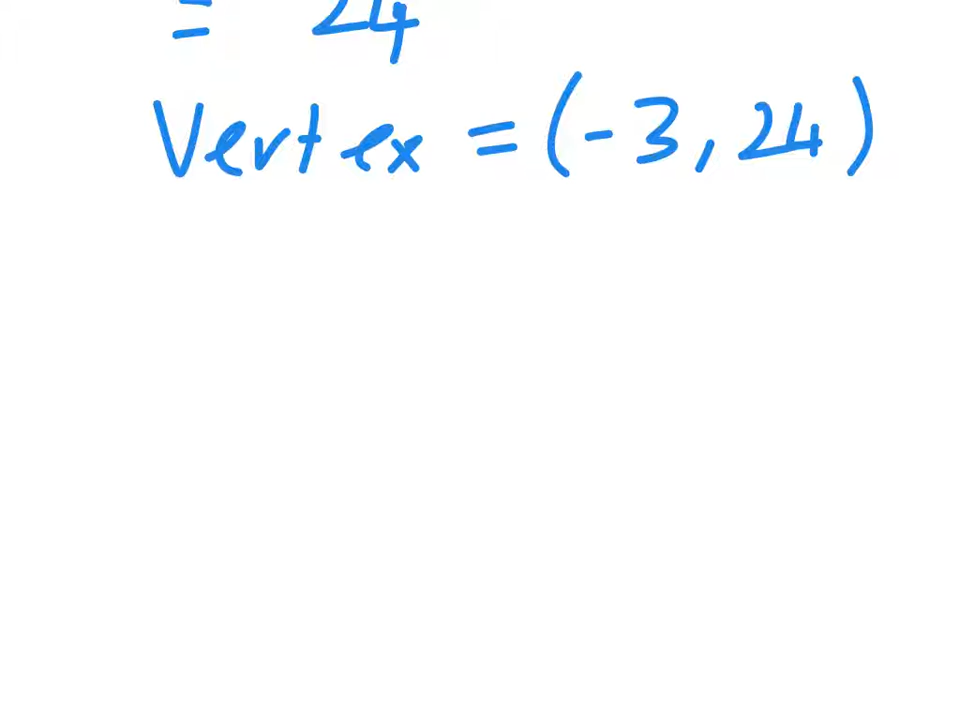 = 24
Vertex = (-3, 24)